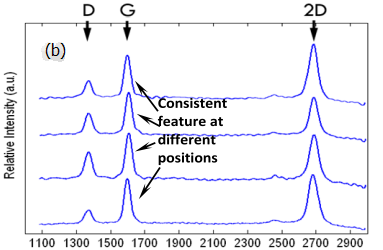 D G 2D
(b)
Consistent
feature at
different
positions
Relative Intensity (a.u)
1100 1300 1500 1700 1900 2100 2300 2500 2700 2900